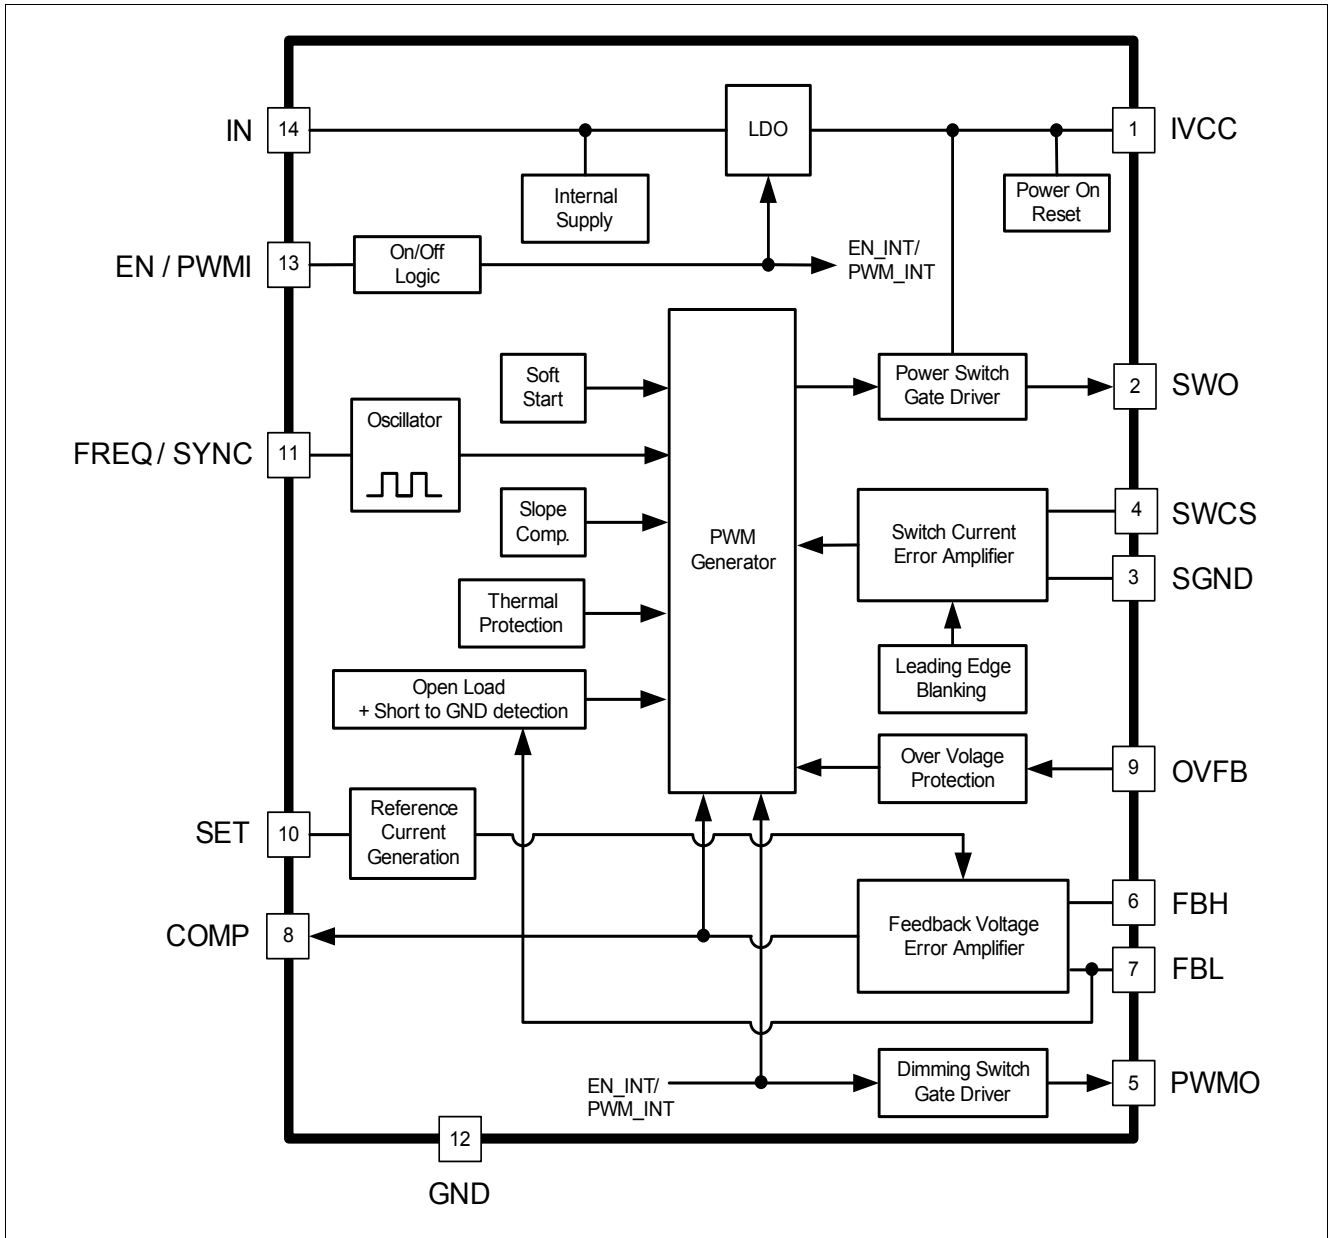 IN
14
LDO
1
IVCC
Internal
Supply
Power On
Reset
EN / PWMI
13
On/Off
Logic
EN_INT/
PWM_INT
Soft
Start
Power Switch
Gate Driver
2
SWO
FREQ / SYNC
11
Oscillator
Slope
Comp.
PWM
Generator
Switch Current
Error Amplifier
4
SWCS
3
SGND
Thermal
Protection
Leading Edge
Blanking
Open Load
+ Short to GND detection
Over Volage
Protection
9
OVFB
SET
10
Reference
Current
Generation
COMP
8
Feedback Voltage
Error Amplifier
6
FBH
7
FBL
EN_INT/
PWM_INT
Dimming Switch
Gate Driver
5
PWMO
12
GND